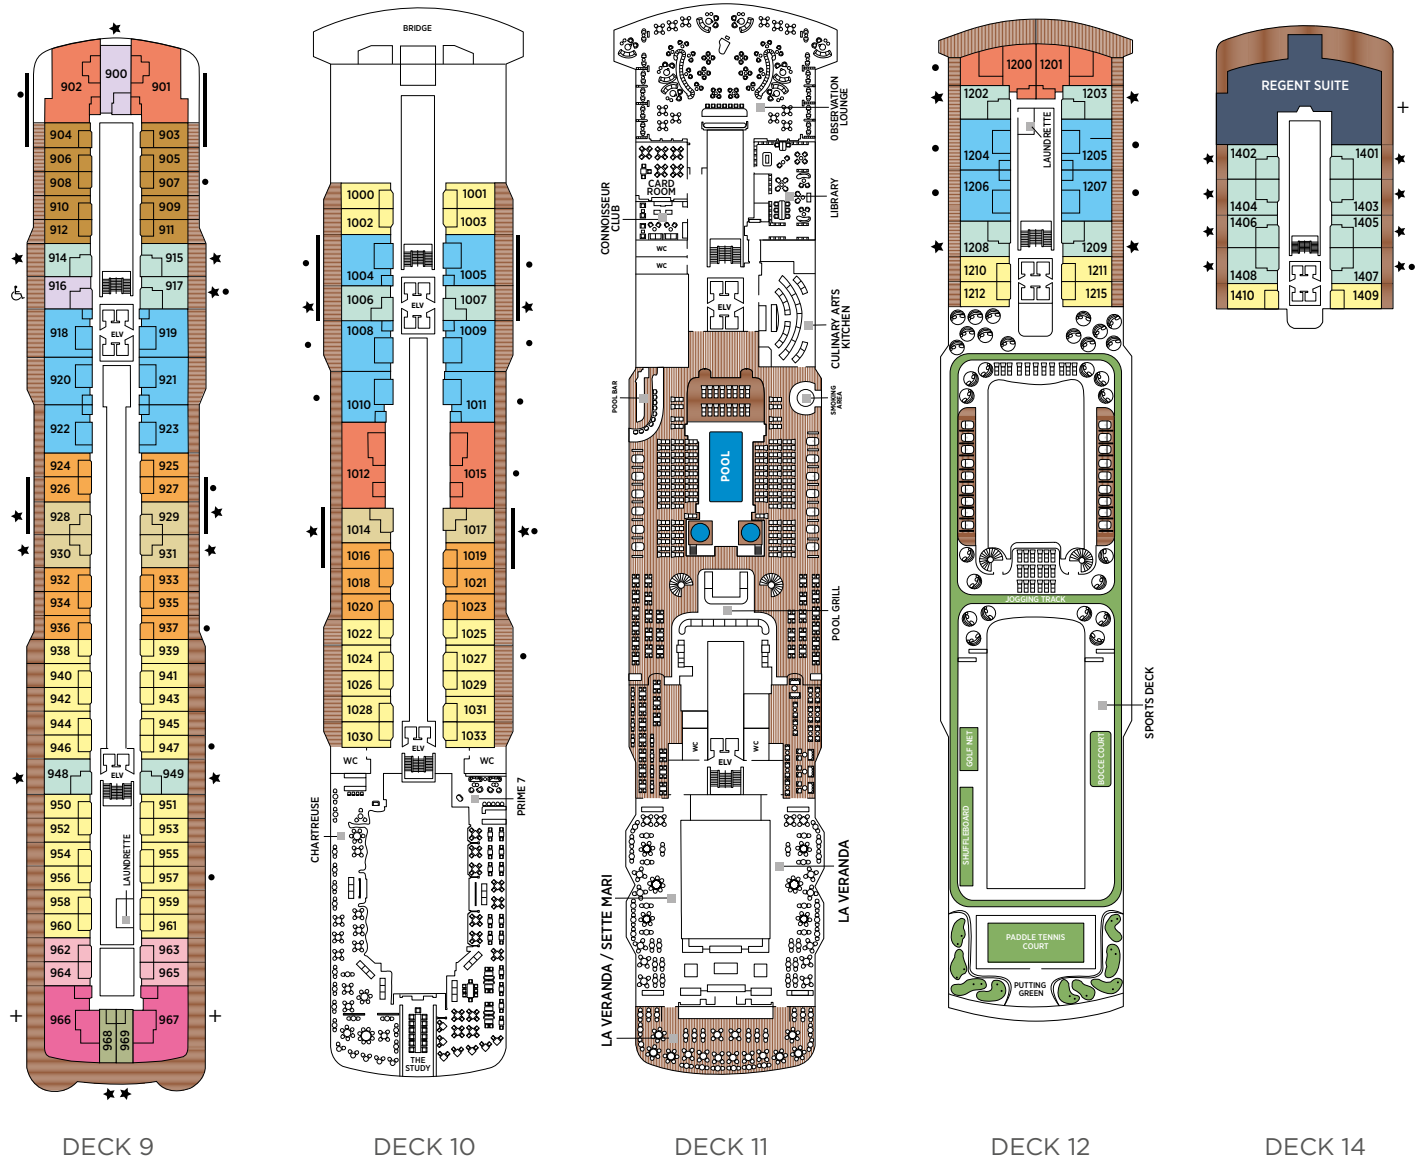 900
902
901
904
903
906
905
908
907
910
909
912
911
914
915
916
917
918
919
ELV
920
921
922
923
924
925
926
927
928
929
930
931
932
933
934
935
936
937
938
939
940
941
942
943
944
945
946
947
ELV
948
949
950
951
952
953
954
955
LAUNDRETTE
956
957
958
959
960
961
962
963
964
965
966
967
968
969
DECK 9
BRIDGE
1000
1001
1002
1003
1004
1005
1006
1007
ELV
1008
1009
1010
1011
1012
1015
1014
1017
1016
1019
1018
1021
1020
1023
1022
1025
1024
1027
1026
1029
1028
1031
1030
1033
ELV
WC
WC
PRIME 7
CHARTREUSE
THE
STUDY
DECK 10
OBSERVATION
LOUNGE
CARD
ROOM
LIBRARY
CONNOISSEUR
CLUB
WC
WC
ELV
CULINARY ARTS
KITCHEN
POOL BAR
SMOKING
AREA
POOL
POOL GRILL
WC
WC
ELV
LA VERANDA
LA VERANDA / SETTE MARI
DECK 11
1200
1201
1202
1203
LAUNDRETTE
1204
1205
1206
1207
1208
1209
1210
1211
1212
1215
JOGGING TRACK
SPORTS DECK
GOLF NET
BOCCE COURT
SHUFFLEBOARD
PADDLE TENNIS
COURT
PUTTING
GREEN
DECK 12
REGENT SUITE
1402
1401
1404
1403
1406
1405
1408
1407
1410
1409
DECK 14